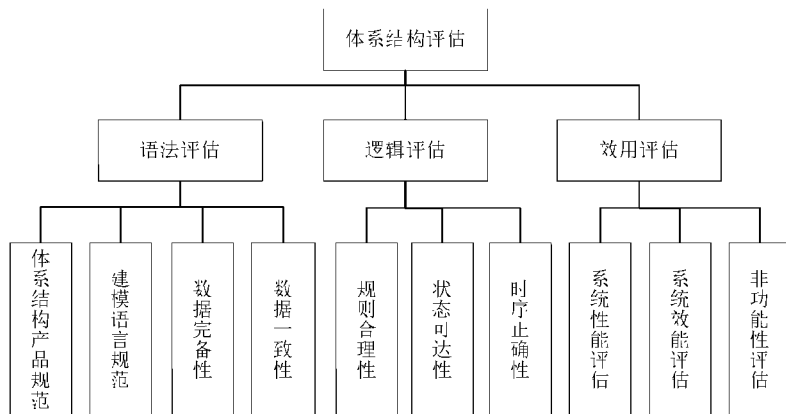 体系结构评估
语法评估
逻辑评估
效用评估
体系结构产品规范
建模语言规范
数据完备性
数据一致性
规则合理性
状态可达性
时序正确性
系统性能评估
系统效能评估
非功能性评估